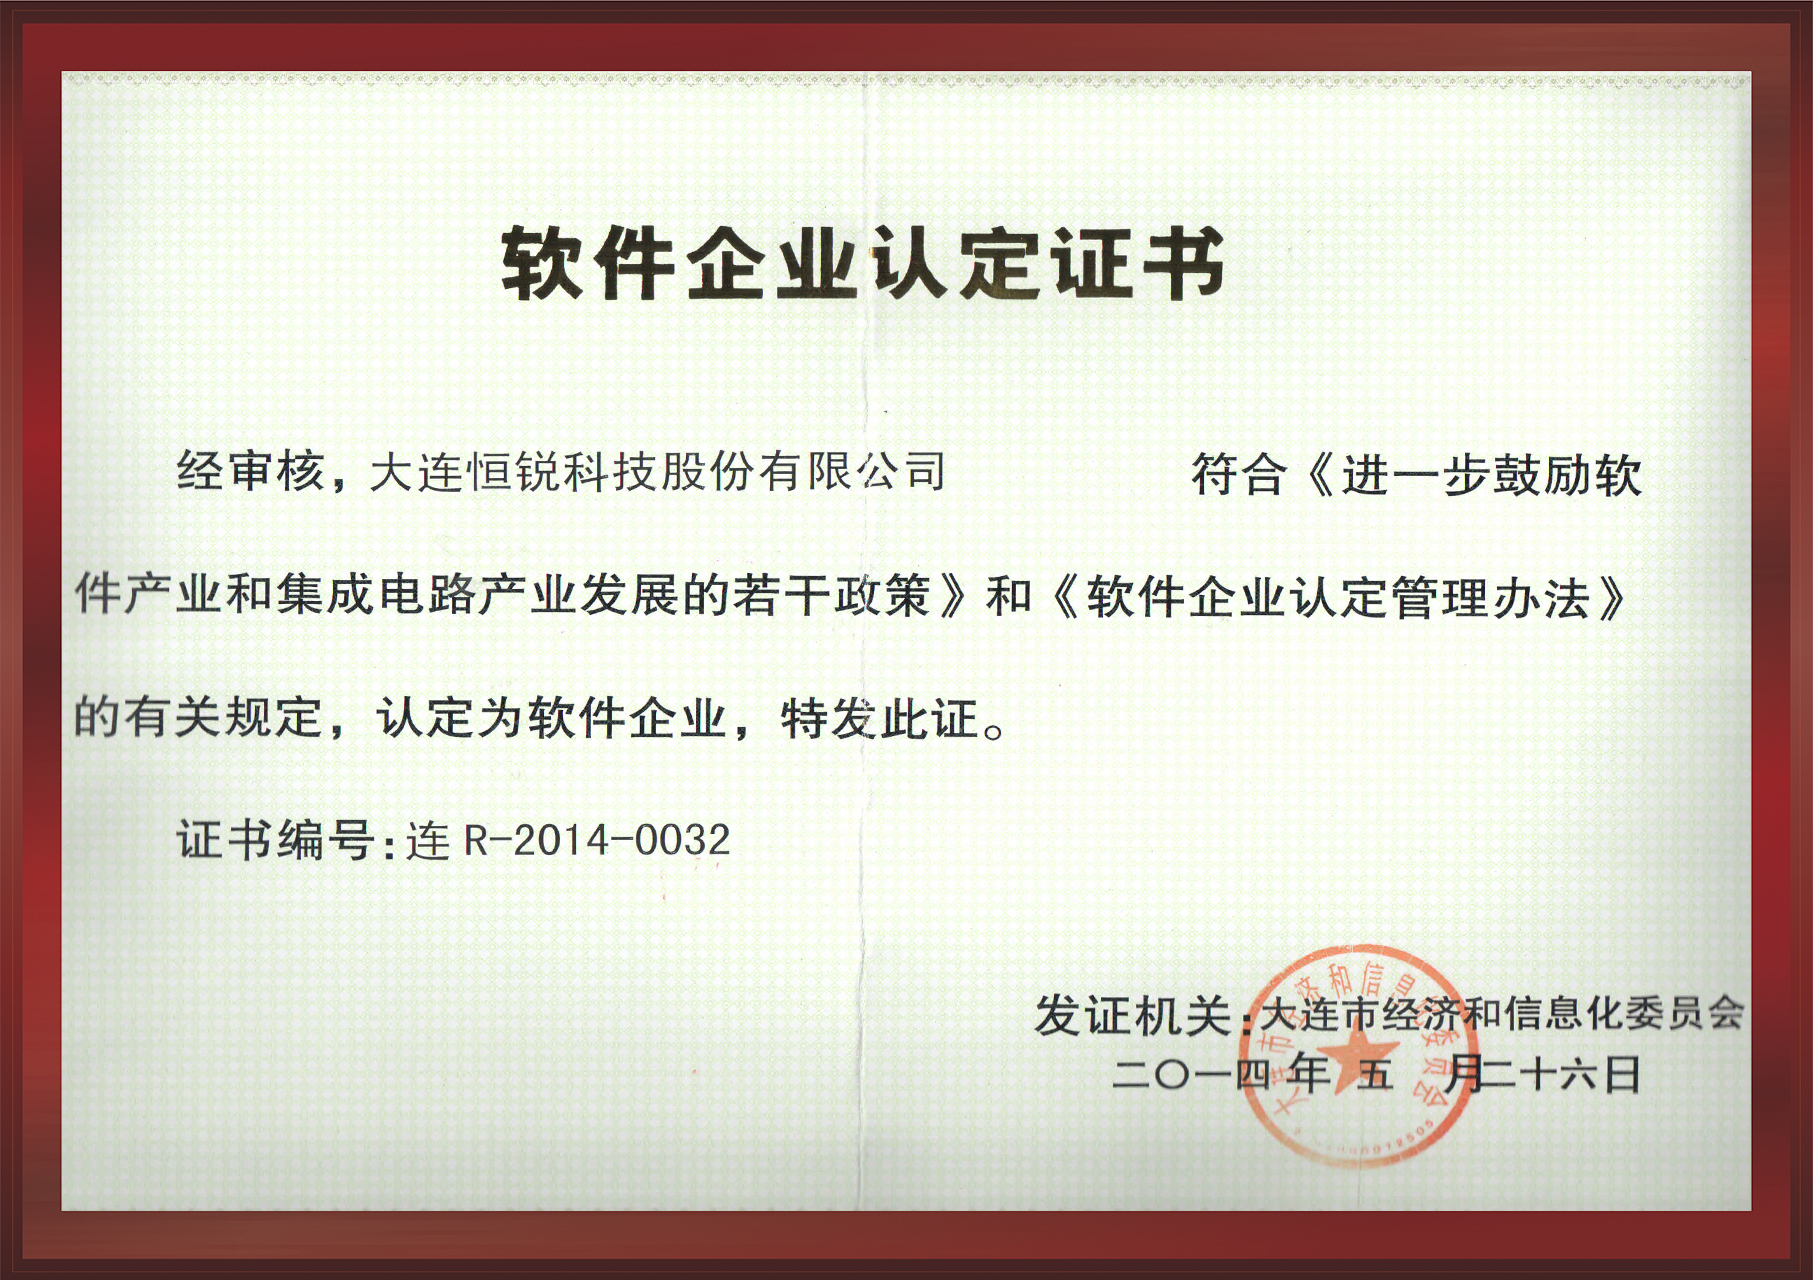 软件企业认定证书
经审核，大连恒锐科技股份有限公司 符合《进一步鼓励软
件产业和集成电路产业发展的若干政策》和《软件企业认定管理办法》
的有关规定，认定为软件企业，特发此证。
证书编号：连 R-2014-0032
发证机关：大连市经济和信息化委员会
二〇一四 年 五 月二十六日
大连市经济和信息化委员会